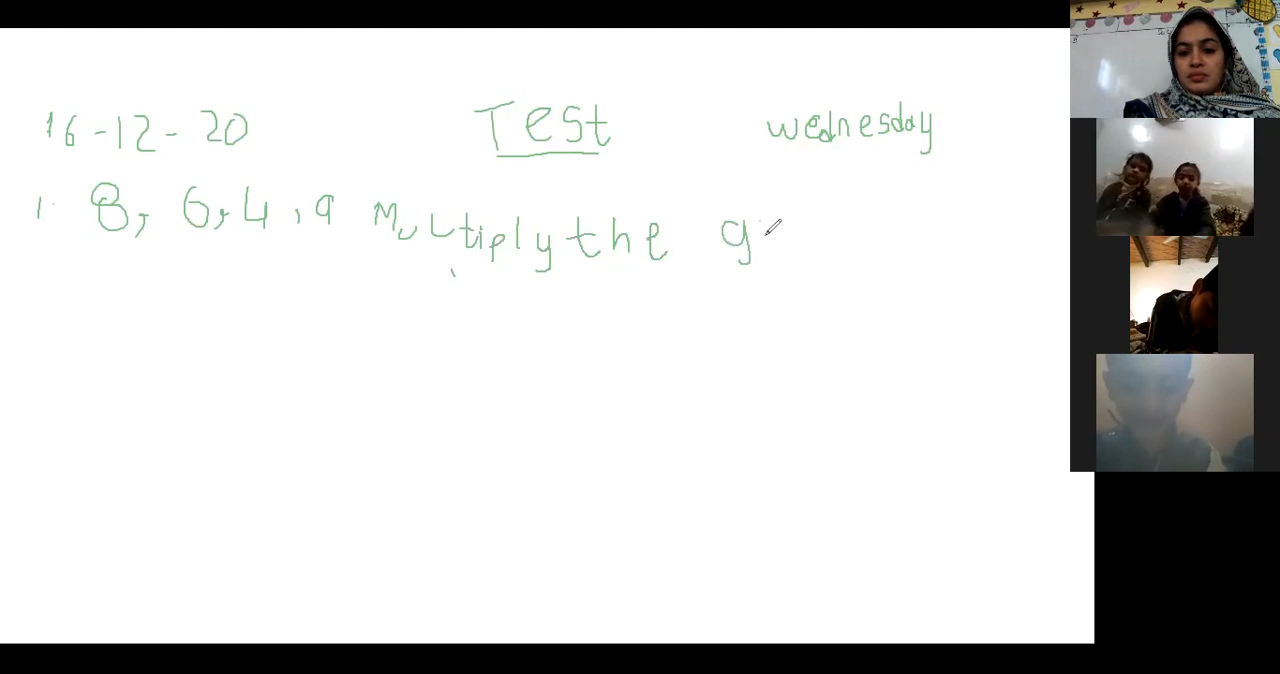 16-12-20 Test wednesday
1. 8, 6, 4, 9 Multiply the g